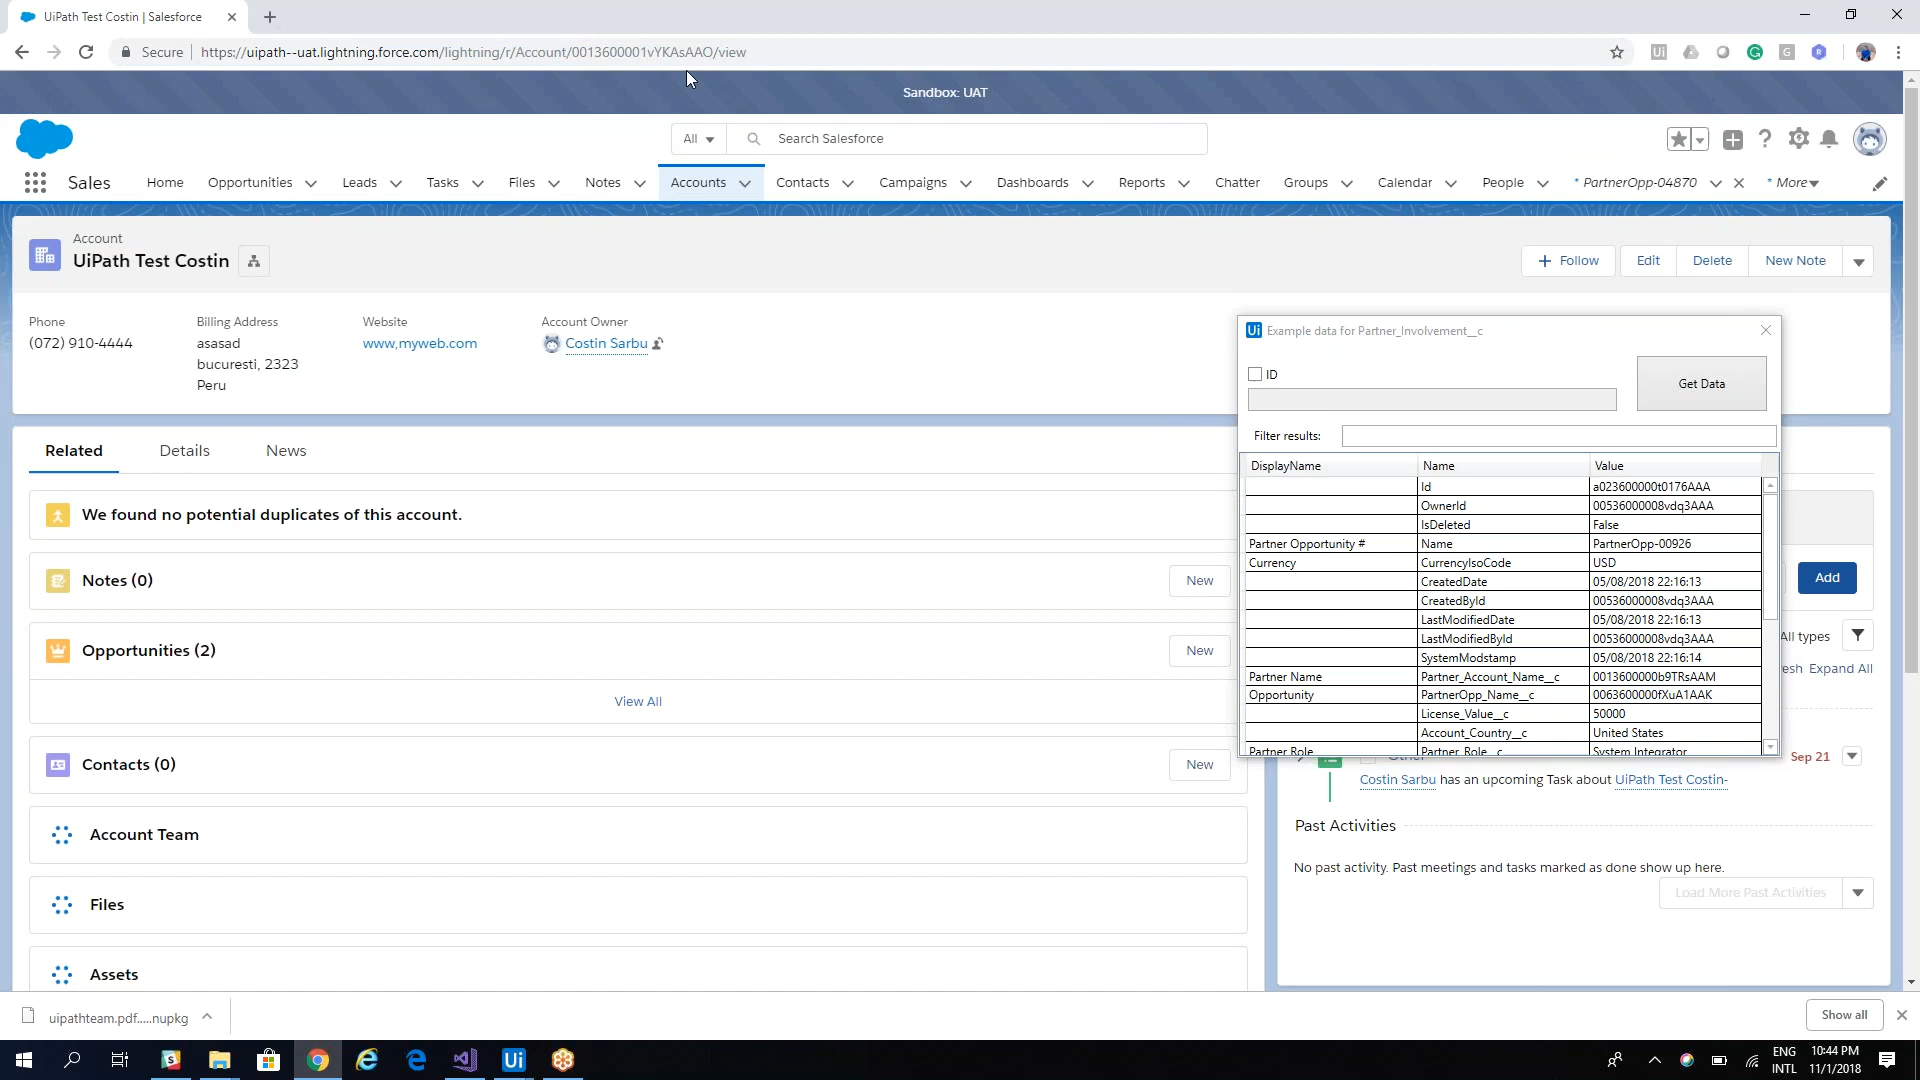 UiPath Test Costin | Salesforce
Secure https://uipath--uat.lightning.force.com/lightning/r/Account/0013600001vYKAsAAO/view
Sandbox: UAT
All Search Salesforce
Sales Home Opportunities Leads Tasks Files Notes Accounts Contacts Campaigns Dashboards Reports Chatter Groups Calendar People * PartnerOpp-04870 * More
Account
UiPath Test Costin
+ Follow Edit Delete New Note
Phone
(072) 910-4444
Billing Address
asasad
bucuresti, 2323
Peru
Website
www,myweb.com
Account Owner
Costin Sarbu
Related Details News
We found no potential duplicates of this account.
Notes (0) New
Opportunities (2) New
View All
Contacts (0) New
Account Team
Files
Assets
Ui Example data for Partner_Involvement__c
ID
Get Data
Filter results:
DisplayName Name Value
Id a023600000t0176AAA
OwnerId 00536000008vdq3AAA
IsDeleted False
Partner Opportunity # Name PartnerOpp-00926
Currency CurrencyIsoCode USD
CreatedDate 05/08/2018 22:16:13
CreatedById 00536000008vdq3AAA
LastModifiedDate 05/08/2018 22:16:13
LastModifiedById 00536000008vdq3AAA
SystemModstamp 05/08/2018 22:16:14
Partner Name Partner_Account_Name__c 0013600000b9TRsAAM
Opportunity PartnerOpp_Name__c 0063600000fXuA1AAK
License_Value__c 50000
Account_Country__c United States
Partner Role Partner_Role__c System Integrator
Add
All types
Expand All
Sep 21
Costin Sarbu has an upcoming Task about UiPath Test Costin-
Past Activities
No past activity. Past meetings and tasks marked as done show up here.
Load More Past Activities
uipathteam.pdf.....nupkg
Show all
Ui
ENG
INTL
10:44 PM
11/1/2018